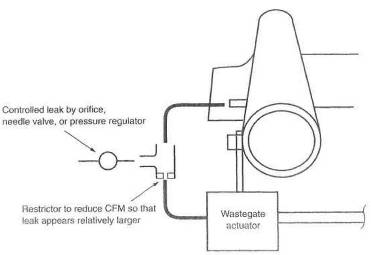 Controlled leak by orifice,
needle valve, or pressure regulator
Restrictor to reduce CFM so that
leak appears relatively larger
Wastegate
actuator